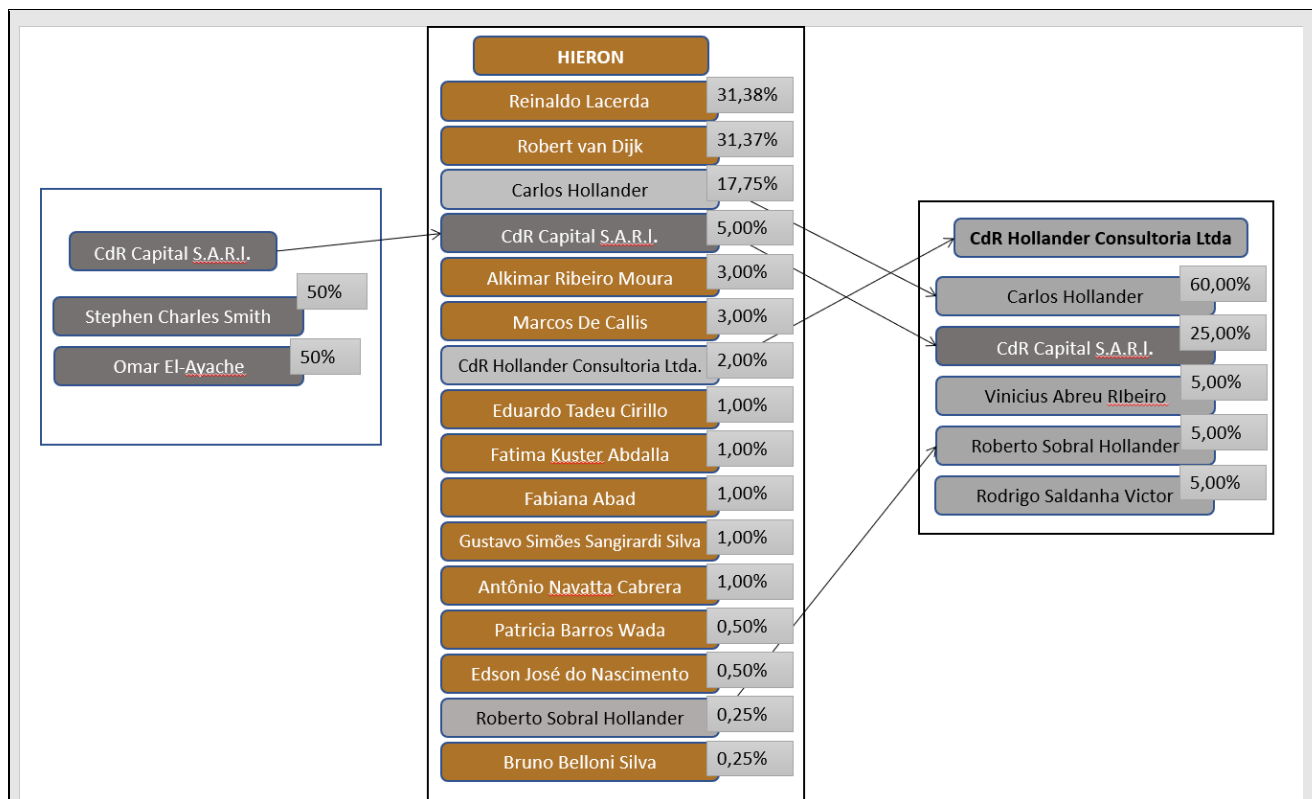 CdR Capital S.A.R.l.
Stephen Charles Smith
50%
Omar El-Ayache
50%
HIERON
Reinaldo Lacerda
31,38%
Robert van Dijk
31,37%
Carlos Hollander
17,75%
CdR Capital S.A.R.l.
5,00%
Alkimar Ribeiro Moura
3,00%
Marcos De Callis
3,00%
CdR Hollander Consultoria Ltda.
2,00%
Eduardo Tadeu Cirillo
1,00%
Fatima Kuster Abdalla
1,00%
Fabiana Abad
1,00%
Gustavo Simões Sangirardi Silva
1,00%
Antônio Navatta Cabrera
1,00%
Patricia Barros Wada
0,50%
Edson José do Nascimento
0,50%
Roberto Sobral Hollander
0,25%
Bruno Belloni Silva
0,25%
CdR Hollander Consultoria Ltda
Carlos Hollander
60,00%
CdR Capital S.A.R.l.
25,00%
Vinicius Abreu RIbeiro
5,00%
Roberto Sobral Hollander
5,00%
Rodrigo Saldanha Victor
5,00%